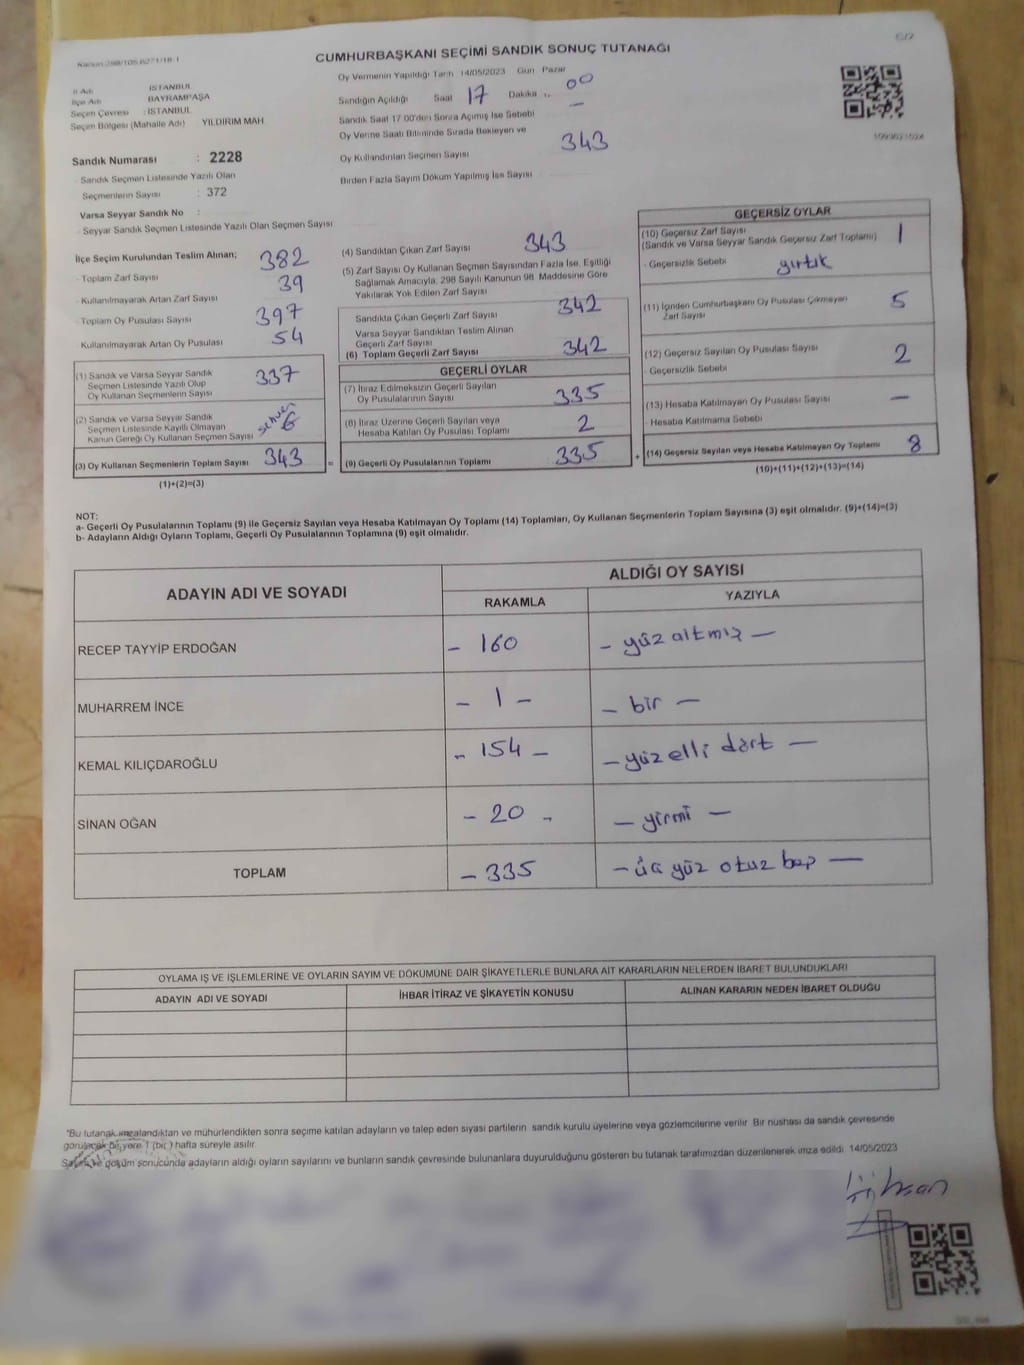 CUMHURBAŞKANI SEÇİMİ SANDIK SONUÇ TUTANAĞI
İl Adı : İSTANBUL
İlçe Adı : BAYRAMPAŞA
Seçim Çevresi : İSTANBUL
Seçim Bölgesi (Mahalle Adı) YILDIRIM MAH
Sandık Numarası : 2228
- Sandık Seçmen Listesinde Yazılı Olan
Seçmenlerin Sayısı : 372
Varsa Seyyar Sandık No :
- Seyyar Sandık Seçmen Listesinde Yazılı Olan Seçmen Sayısı
Oy Vermenin Yapıldığı Tarih 14/05/2023 Gün Pazar
Sandığın Açıldığı Saat 17 Dakika 00
Sandık Saat 17:00'den Sonra Açımış İse Sebebi —
Oy Verme Saati Bitiminde Sırada Bekleyen ve
Oy Kullandırılan Seçmen Sayısı 343
Birden Fazla Sayım Döküm Yapılmış İse Sayısı
İlçe Seçim Kurulundan Teslim Alınan;
- Toplam Zarf Sayısı 382
- Kullanılmayarak Artan Zarf Sayısı 39
- Toplam Oy Pusulası Sayısı 397
Kullanılmayarak Artan Oy Pusulası 54
(1) Sandık ve Varsa Seyyar Sandık
Seçmen Listesinde Yazılı Olup
Oy Kullanan Seçmenlerin Sayısı 337
(2) Sandık ve Varsa Seyyar Sandık
Seçmen Listesinde Kayıtlı Olmayan
Kanun Gereği Oy Kullanan Seçmen Sayısı 6
(3) Oy Kullanan Seçmenlerin Toplam Sayısı 343 =
(1)+(2)=(3)
(4) Sandıktan Çıkan Zarf Sayısı 343
(5) Zarf Sayısı Oy Kullanan Seçmen Sayısından Fazla İse, Eşitliği
Sağlamak Amacıyla, 298 Sayılı Kanunun 98. Maddesine Göre
Yakılarak Yok Edilen Zarf Sayısı
Sandıkta Çıkan Geçerli Zarf Sayısı 342
Varsa Seyyar Sandıktan Teslim Alınan
Geçerli Zarf Sayısı
(6) Toplam Geçerli Zarf Sayısı 342
GEÇERLİ OYLAR
(7) İtiraz Edilmeksizin Geçerli Sayılan
Oy Pusulalarının Sayısı 335
(8) İtiraz Üzerine Geçerli Sayılan veya
Hesaba Katılan Oy Pusulası Toplamı 2
(9) Geçerli Oy Pusulalarının Toplamı 335 +
GEÇERSİZ OYLAR
(10) Geçersiz Zarf Sayısı
(Sandık ve Varsa Seyyar Sandık Geçersiz Zarf Toplamı) 1
- Geçersizlik Sebebi yırtık
(11) İçinden Cumhurbaşkanı Oy Pusulası Çıkmayan
Zarf Sayısı 5
(12) Geçersiz Sayılan Oy Pusulası Sayısı 2
- Geçersizlik Sebebi
(13) Hesaba Katılmayan Oy Pusulası Sayısı —
- Hesaba Katılmama Sebebi
(14) Geçersiz Sayılan veya Hesaba Katılmayan Oy Toplamı 8
(10)+(11)+(12)+(13)=(14)
NOT:
a- Geçerli Oy Pusulalarının Toplamı (9) ile Geçersiz Sayılan veya Hesaba Katılmayan Oy Toplamı (14) Toplamları, Oy Kullanan Seçmenlerin Toplam Sayısına (3) eşit olmalıdır. (9)+(14)=(3)
b- Adayların Aldığı Oyların Toplamı, Geçerli Oy Pusulalarının Toplamına (9) eşit olmalıdır.
ADAYIN ADI VE SOYADI ALDIĞI OY SAYISI
RAKAMLA YAZIYLA
RECEP TAYYİP ERDOĞAN - 160 - yüz altmış —
MUHARREM İNCE - 1 - — bir —
KEMAL KILIÇDAROĞLU - 154 - — yüz elli dört —
SİNAN OĞAN - 20 - — yirmi —
TOPLAM - 335 - üç yüz otuz beş —
OYLAMA İŞ VE İŞLEMLERİNE VE OYLARIN SAYIM VE DÖKÜMÜNE DAİR ŞİKAYETLERLE BUNLARA AİT KARARLARIN NELERDEN İBARET BULUNDUKLARI
ADAYIN ADI VE SOYADI İHBAR İTİRAZ VE ŞİKAYETİN KONUSU ALINAN KARARIN NEDEN İBARET OLDUĞU
"Bu tutanak imzalandıktan ve mühürlendikten sonra seçime katılan adayların ve talep eden siyasi partilerin sandık kurulu üyelerine veya gözlemcilerine verilir. Bir nüshası da sandık çevresinde
görülecek bir yere 1 (bir) hafta süreyle asılır.
Sayım ve döküm sonucunda adayların aldığı oyların sayılarını ve bunların sandık çevresinde bulunanlara duyurulduğunu gösteren bu tutanak tarafımızdan düzenlenerek imza edildi. 14/05/2023